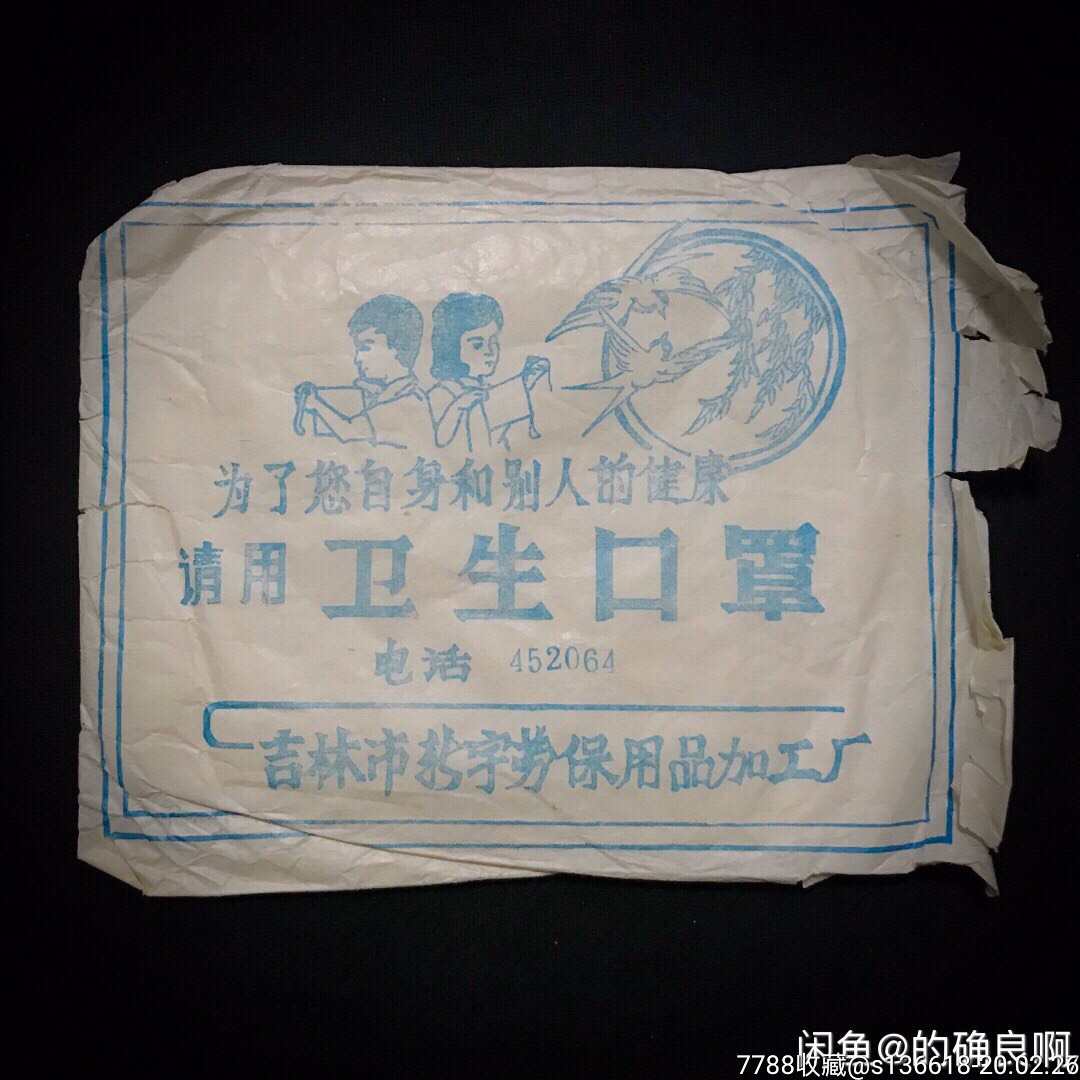 为了您自身和别人的健康
请用 卫生口罩
电话 452064
吉林市新宇劳保用品加工厂
闲鱼@的确良啊
7788收藏@s136618-20.02.26